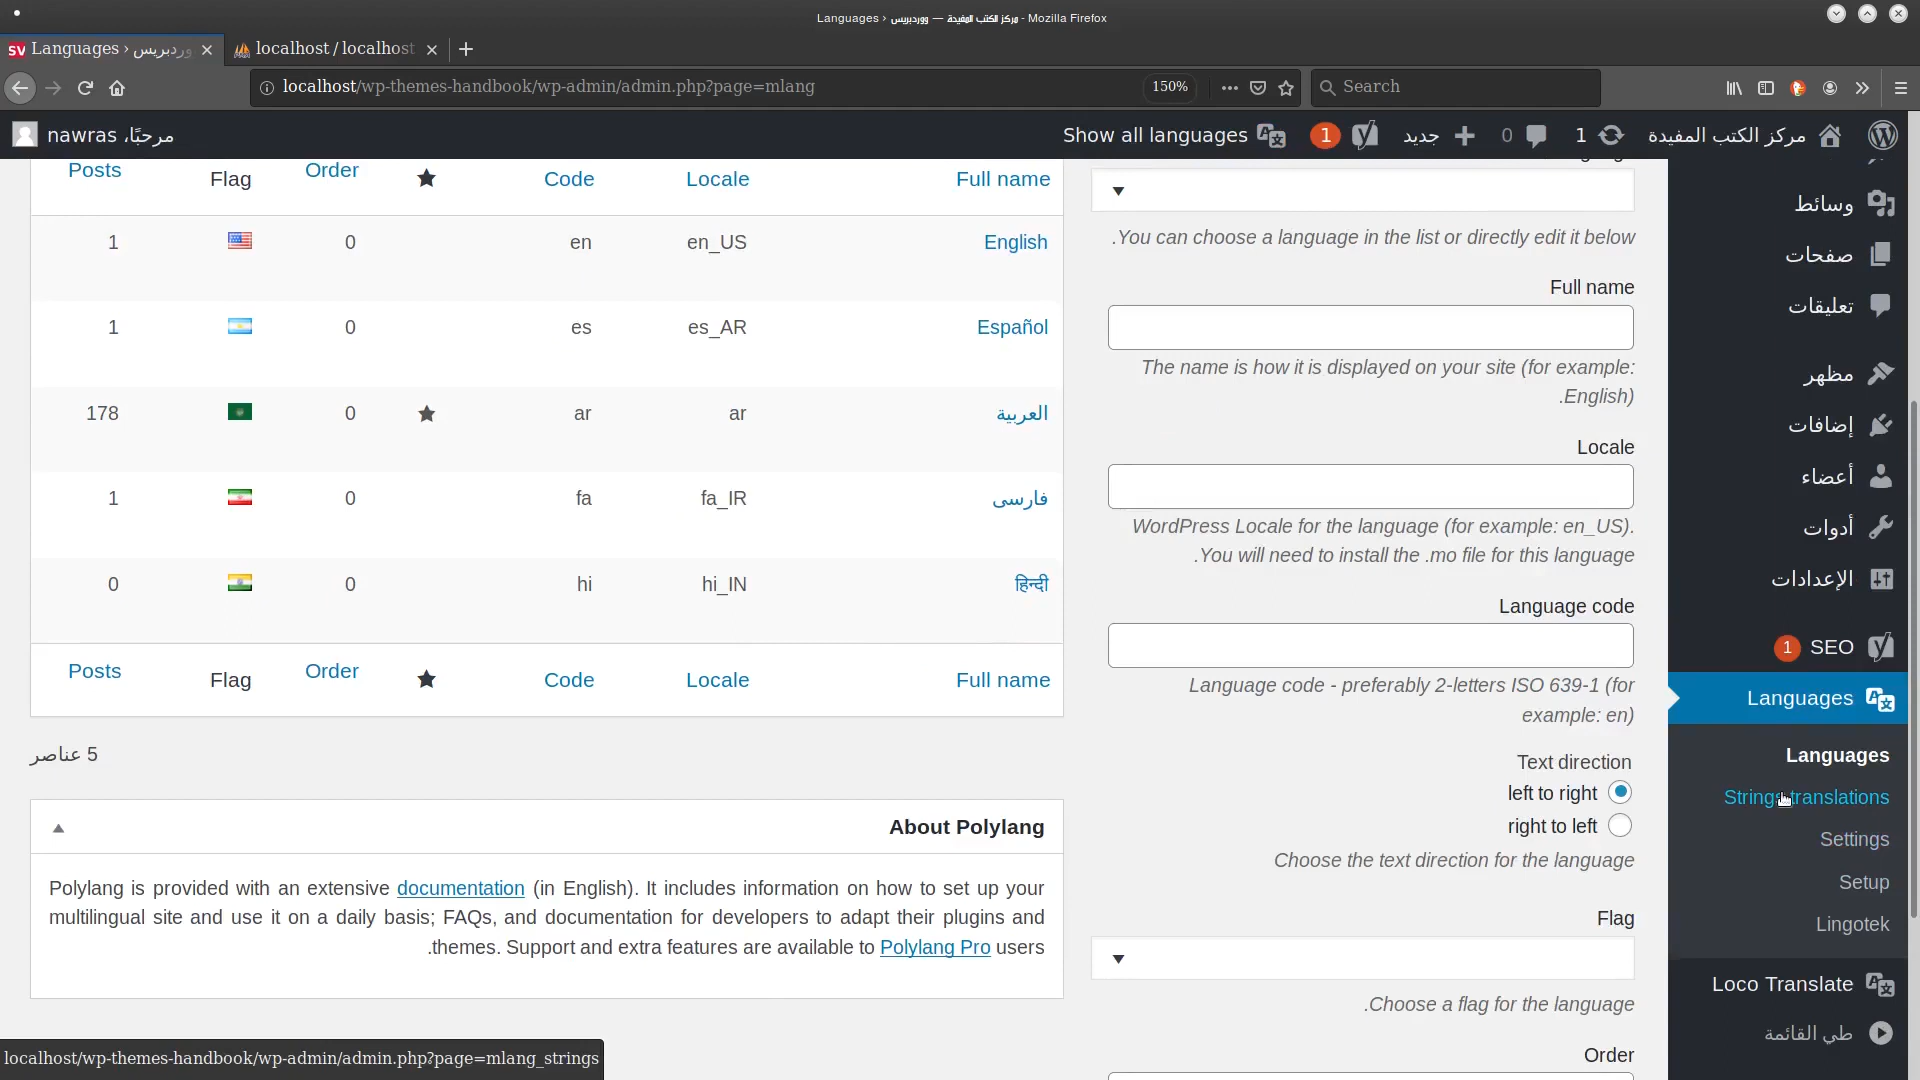 Languages › مركز الكتب المفيدة — ووردبريس - Mozilla Firefox
Languages › ووردبريس
localhost / localhost
localhost/wp-themes-handbook/wp-admin/admin.php?page=mlang
150%
Search
مرحبًا، nawras
Show all languages
1
جديد
0
1
مركز الكتب المفيدة
Posts Flag Order Code Locale Full name
1 0 en en_US English
1 0 es es_AR Español
178 0 ar ar العربية
1 0 fa fa_IR فارسی
0 0 hi hi_IN हिन्दी
Posts Flag Order Code Locale Full name
5 عناصر
About Polylang
Polylang is provided with an extensive documentation (in English). It includes information on how to set up your
multilingual site and use it on a daily basis; FAQs, and documentation for developers to adapt their plugins and
.themes. Support and extra features are available to Polylang Pro users
.You can choose a language in the list or directly edit it below
Full name
The name is how it is displayed on your site (for example:
.English)
Locale
WordPress Locale for the language (for example: en_US).
.You will need to install the .mo file for this language
Language code
Language code - preferably 2-letters ISO 639-1 (for
example: en)
Text direction
left to right
right to left
Choose the text direction for the language
Flag
.Choose a flag for the language
Order
وسائط
صفحات
تعليقات
مظهر
إضافات
أعضاء
أدوات
الإعدادات
1 SEO
Languages
Languages
Strings translations
Settings
Setup
Lingotek
Loco Translate
طي القائمة
localhost/wp-themes-handbook/wp-admin/admin.php?page=mlang_strings